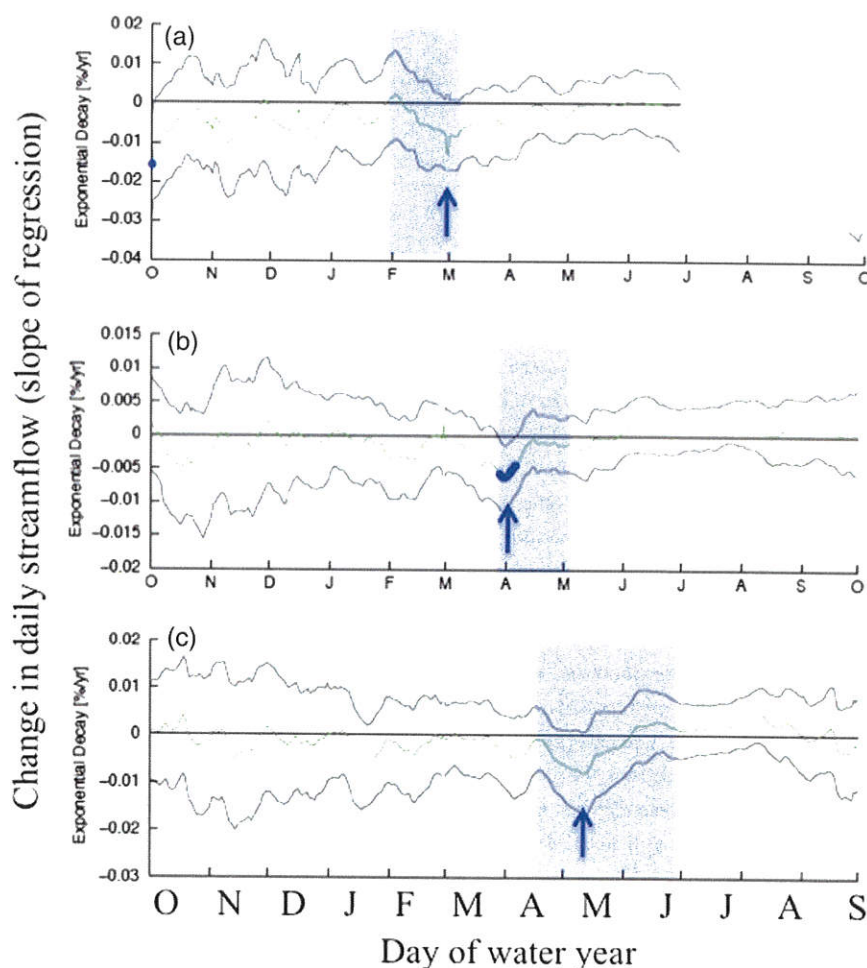 Change in daily streamflow (slope of regression)
(a)
Exponential Decay [%/yr]
0.02
0.01
0
-0.01
-0.02
-0.03
-0.04
O N D J F M A M J J A S O
(b)
Exponential Decay [%/yr]
0.015
0.01
0.005
0
-0.005
-0.01
-0.015
-0.02
O N D J F M A M J J A S O
(c)
Exponential Decay [%/yr]
0.02
0.01
0
-0.01
-0.02
-0.03
O N D J F M A M J J A S
Day of water year